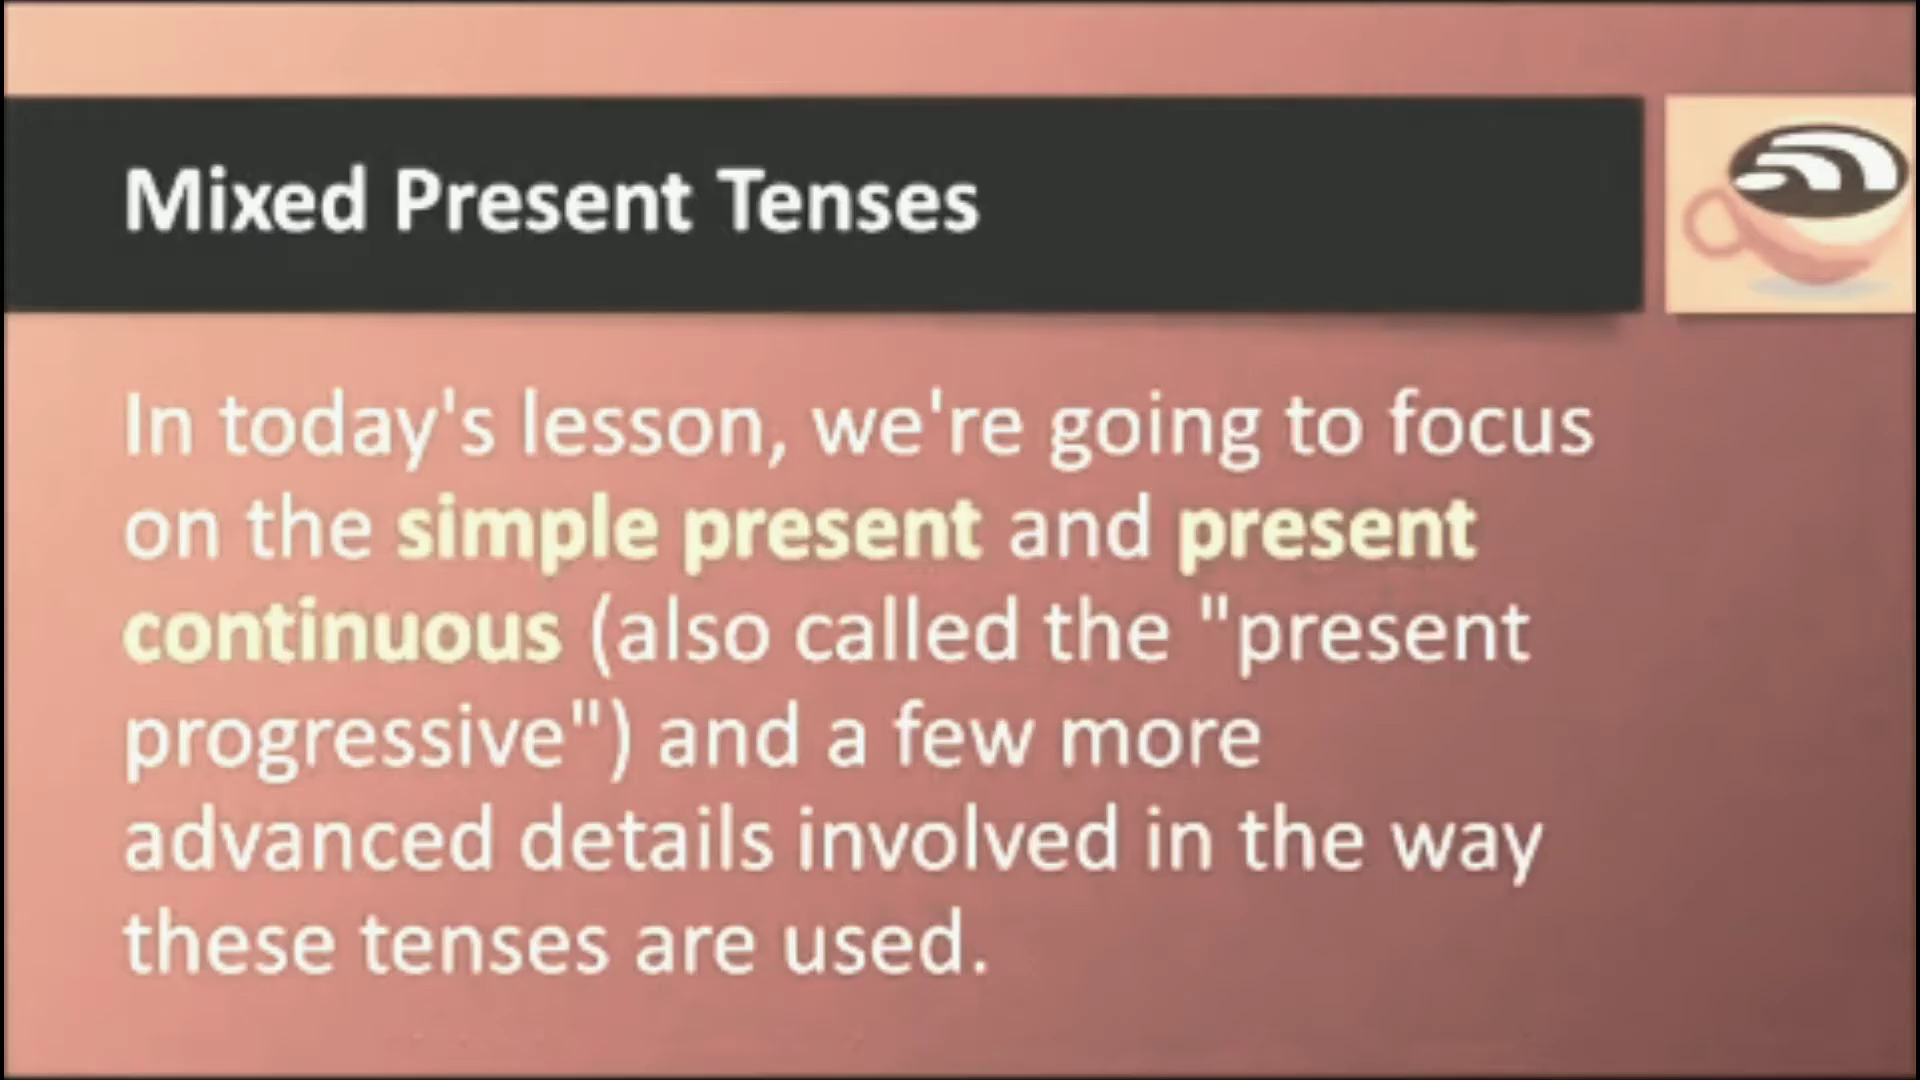 Mixed Present Tenses
In today's lesson, we're going to focus
on the simple present and present
continuous (also called the "present
progressive") and a few more
advanced details involved in the way
these tenses are used.